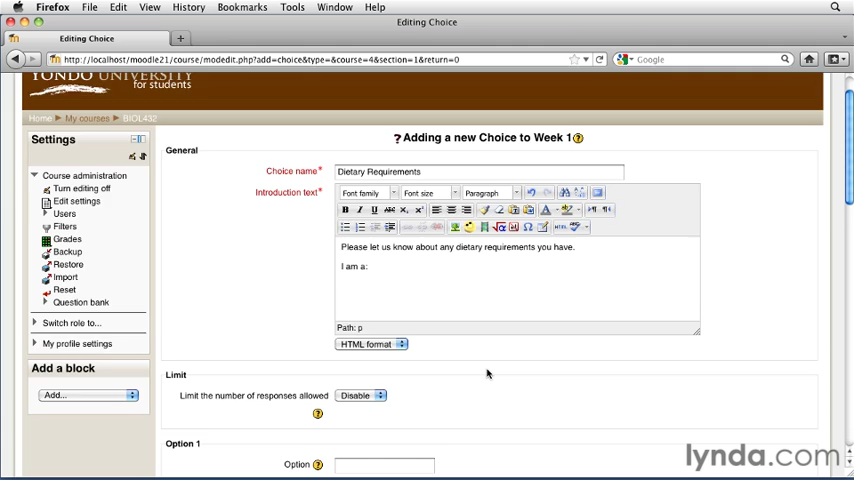 Firefox File Edit View History Bookmarks Tools Window Help
Editing Choice
Editing Choice
http://localhost/moodle21/course/modedit.php?add=choice&type=&course=4&section=1&return=0
Google
YONDO UNIVERSITY
for students
Home My courses BIOL432
Settings
Course administration
Turn editing off
Edit settings
Users
Filters
Grades
Backup
Restore
Import
Reset
Question bank
Switch role to...
My profile settings
Add a block
Add...
Adding a new Choice to Week 1
General
Choice name* Dietary Requirements
Introduction text*
Font family Font size Paragraph
B I U ABC
HTML
Please let us know about any dietary requirements you have.
I am a:
Path: p
HTML format
Limit
Limit the number of responses allowed Disable
Option 1
Option
lynda.com